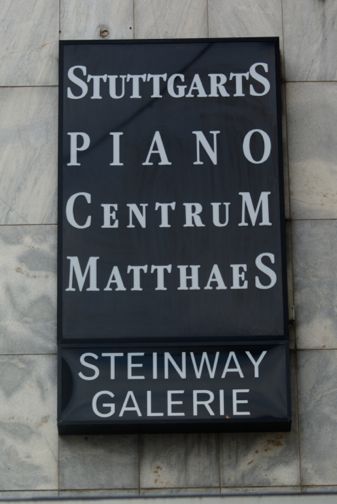 StuttgartS
PIANO
CentruM
MatthaeS
STEINWAY
GALERIE